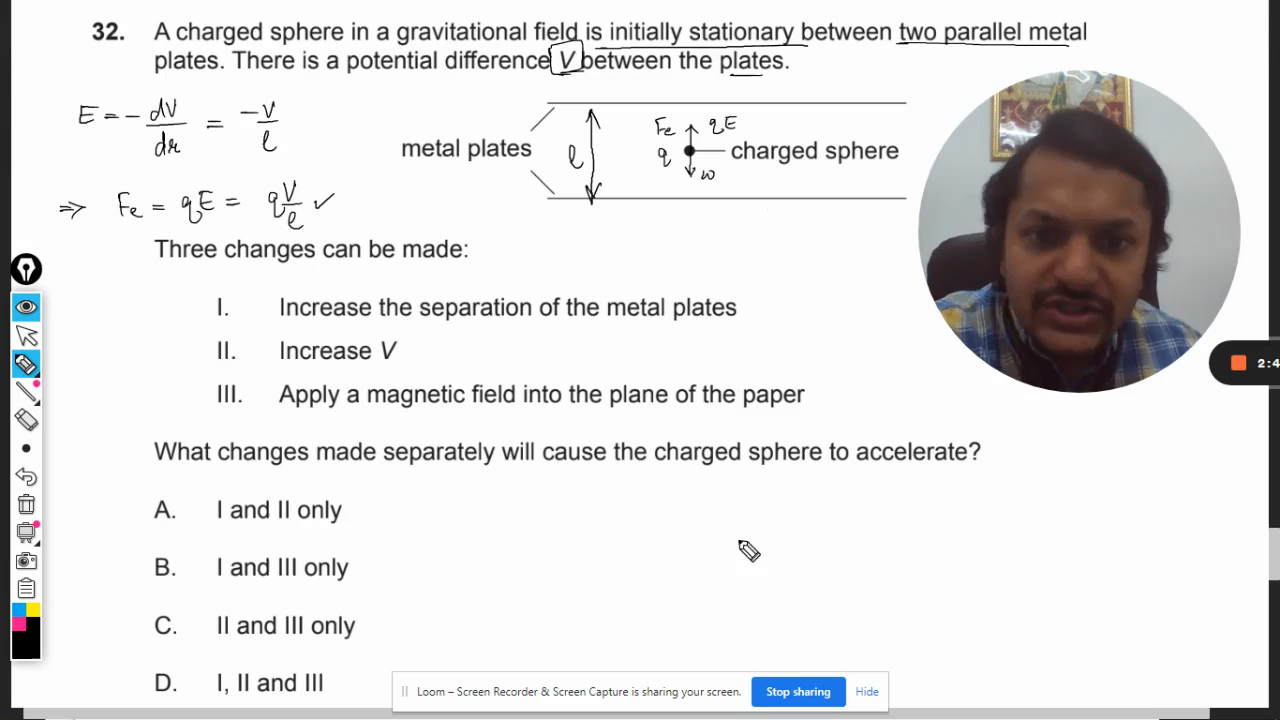 32. A charged sphere in a gravitational field is initially stationary between two parallel metal
plates. There is a potential difference V between the plates.
E = - dV/dr = -V/l
Fe qE
metal plates l q charged sphere
w
⇒ Fe = qE = qV/l ✓
Three changes can be made:
I. Increase the separation of the metal plates
II. Increase V
2:4
III. Apply a magnetic field into the plane of the paper
What changes made separately will cause the charged sphere to accelerate?
A. I and II only
B. I and III only
C. II and III only
D. I, II and III
Loom – Screen Recorder & Screen Capture is sharing your screen. Stop sharing Hide